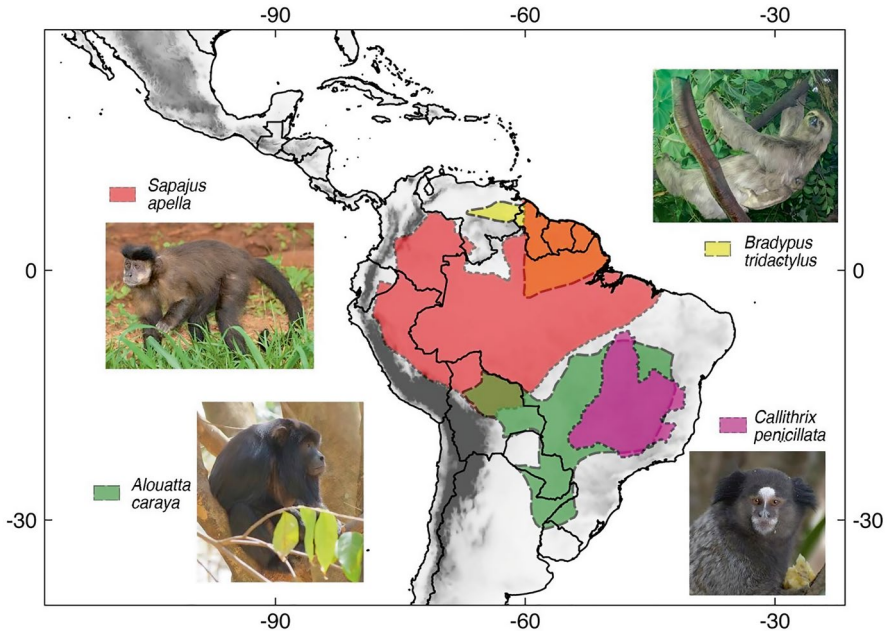 -90 -60 -30
Sapajus
apella
Bradypus
tridactylus
0 0
Callithrix
penicillata
Alouatta
caraya
-30 -30
-90 -60 -30